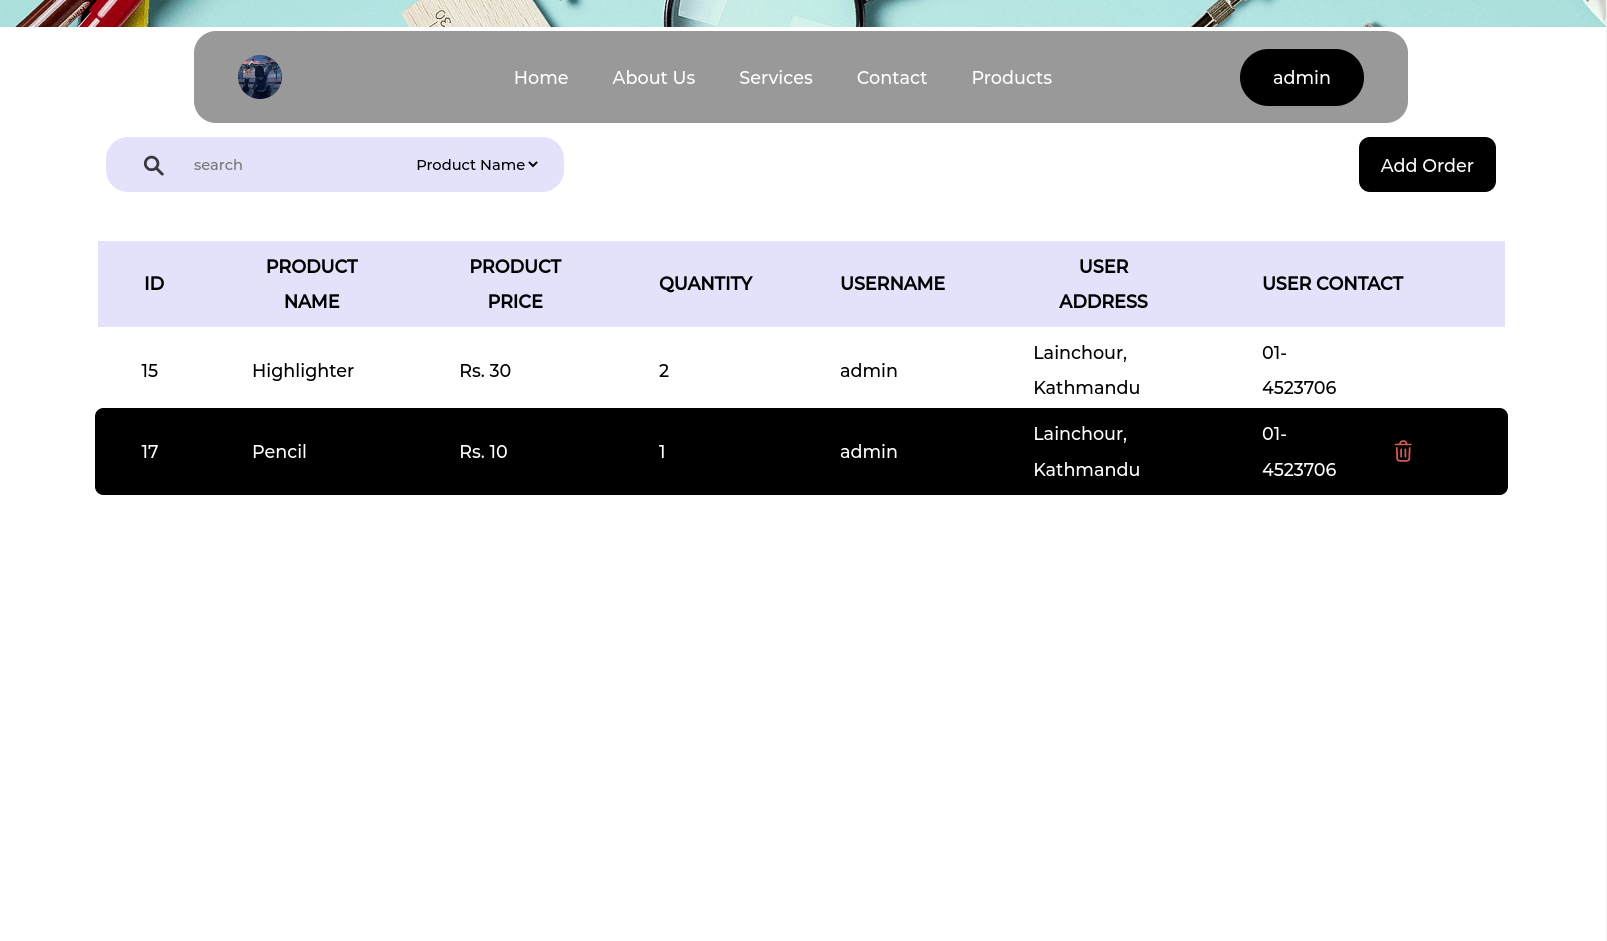 30
Home About Us Services Contact Products admin
search Product Name Add Order
ID PRODUCT NAME PRODUCT PRICE QUANTITY USERNAME USER ADDRESS USER CONTACT
15 Highlighter Rs. 30 2 admin Lainchour, Kathmandu 01-4523706
17 Pencil Rs. 10 1 admin Lainchour, Kathmandu 01-4523706